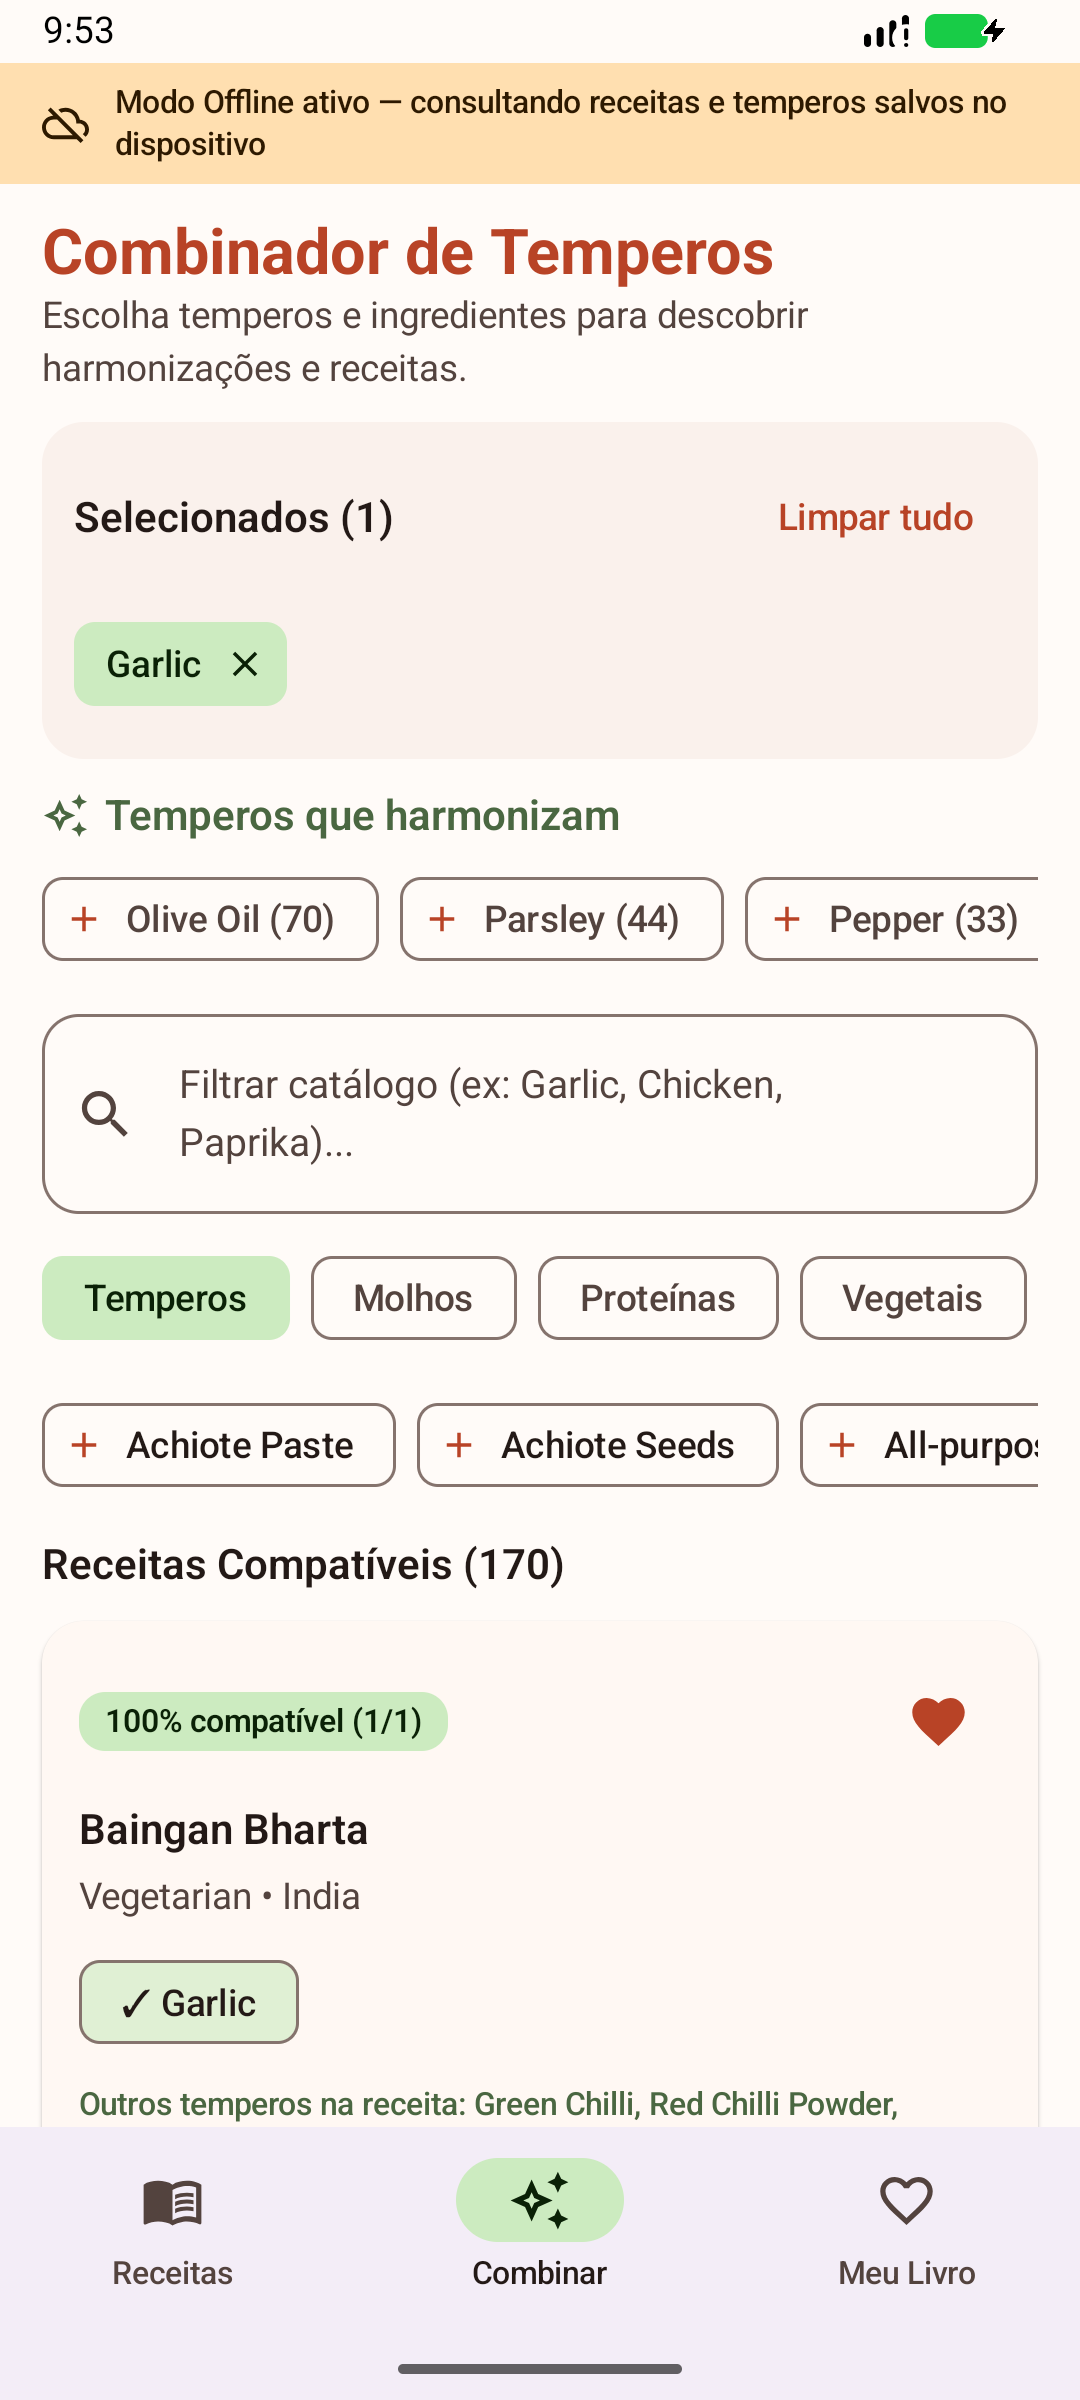 9:53
Modo Offline ativo — consultando receitas e temperos salvos no
dispositivo
Combinador de Temperos
Escolha temperos e ingredientes para descobrir
harmonizações e receitas.
Selecionados (1)
Limpar tudo
Garlic
Temperos que harmonizam
+ Olive Oil (70)
+ Parsley (44)
+ Pepper (33)
Filtrar catálogo (ex: Garlic, Chicken,
Paprika)...
Temperos
Molhos
Proteínas
Vegetais
+ Achiote Paste
+ Achiote Seeds
+ All-purpos
Receitas Compatíveis (170)
100% compatível (1/1)
Baingan Bharta
Vegetarian • India
✓ Garlic
Outros temperos na receita: Green Chilli, Red Chilli Powder,
Receitas
Combinar
Meu Livro